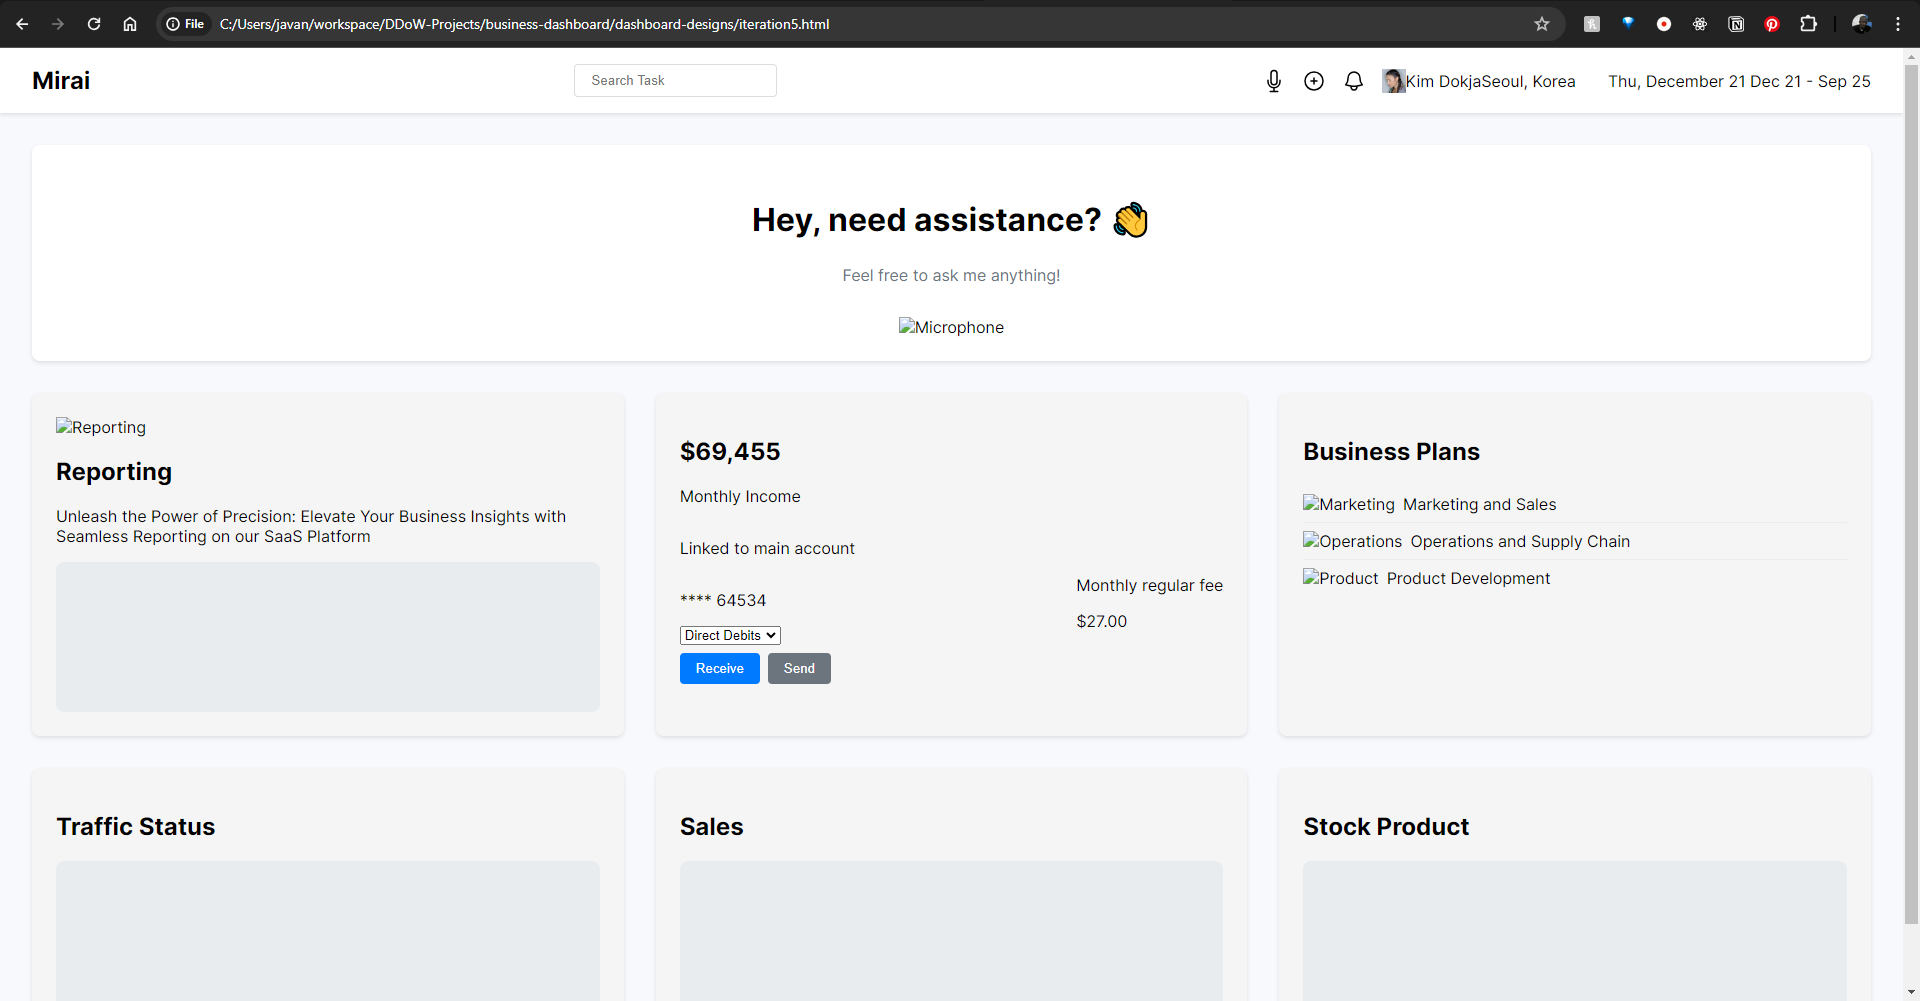 File C:/Users/javan/workspace/DDoW-Projects/business-dashboard/dashboard-designs/iteration5.html
Mirai
Search Task
Kim DokjaSeoul, Korea
Thu, December 21 Dec 21 - Sep 25
Hey, need assistance? 👋
Feel free to ask me anything!
Microphone
Reporting
Reporting
Unleash the Power of Precision: Elevate Your Business Insights with
Seamless Reporting on our SaaS Platform
$69,455
Monthly Income
Linked to main account
**** 64534
Direct Debits
Receive Send
Monthly regular fee
$27.00
Business Plans
Marketing Marketing and Sales
Operations Operations and Supply Chain
Product Product Development
Traffic Status
Sales
Stock Product